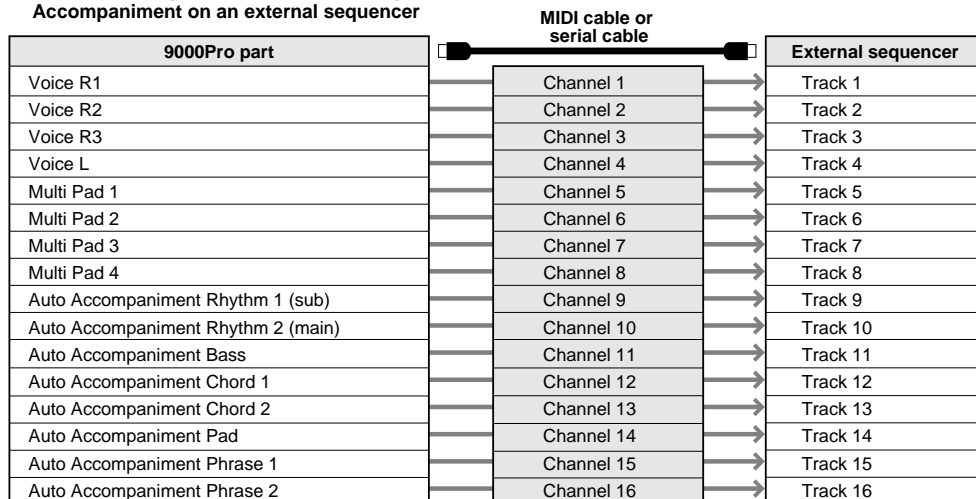 Accompaniment on an external sequencer
MIDI cable or
serial cable
9000Pro part External sequencer
Voice R1 Channel 1 Track 1
Voice R2 Channel 2 Track 2
Voice R3 Channel 3 Track 3
Voice L Channel 4 Track 4
Multi Pad 1 Channel 5 Track 5
Multi Pad 2 Channel 6 Track 6
Multi Pad 3 Channel 7 Track 7
Multi Pad 4 Channel 8 Track 8
Auto Accompaniment Rhythm 1 (sub) Channel 9 Track 9
Auto Accompaniment Rhythm 2 (main) Channel 10 Track 10
Auto Accompaniment Bass Channel 11 Track 11
Auto Accompaniment Chord 1 Channel 12 Track 12
Auto Accompaniment Chord 2 Channel 13 Track 13
Auto Accompaniment Pad Channel 14 Track 14
Auto Accompaniment Phrase 1 Channel 15 Track 15
Auto Accompaniment Phrase 2 Channel 16 Track 16